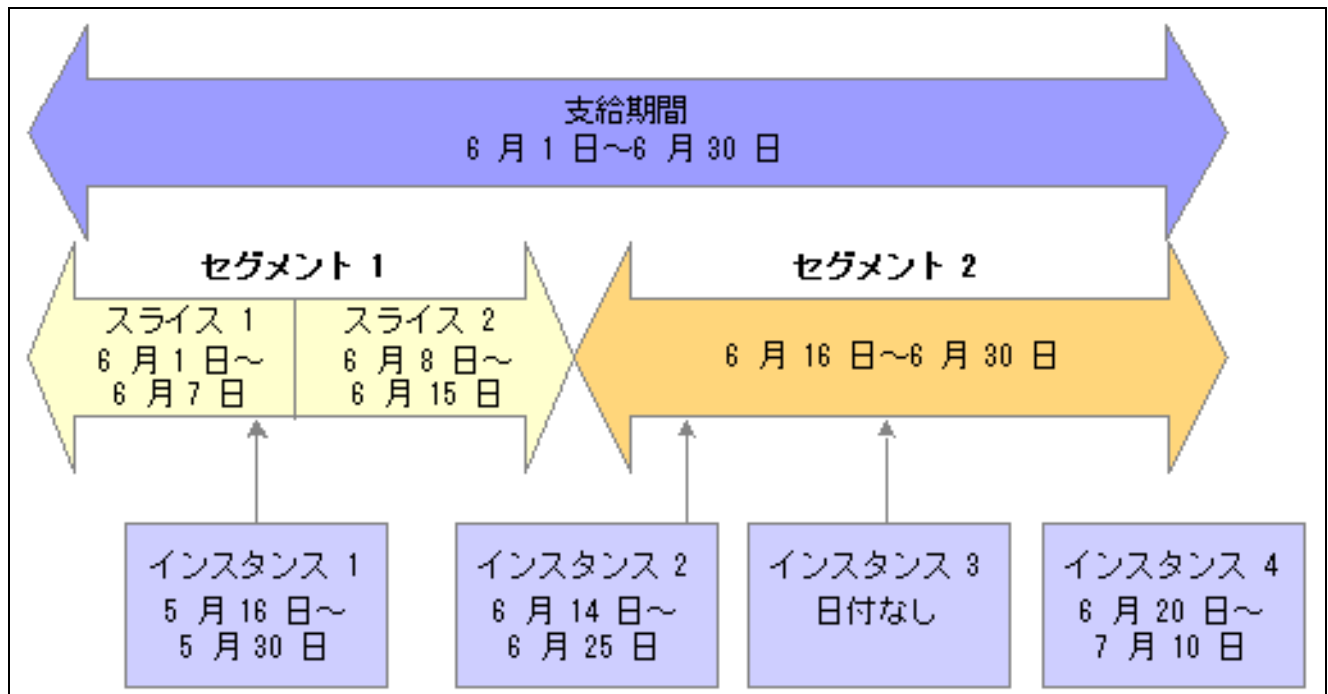 支給期間
6 月 1 日～6 月 30 日
セグメント 1
セグメント 2
スライス 1
6 月 1 日～
6 月 7 日
スライス 2
6 月 8 日～
6 月 15 日
6 月 16 日～6 月 30 日
インスタンス 1
5 月 16 日～
5 月 30 日
インスタンス 2
6 月 14 日～
6 月 25 日
インスタンス 3
日付なし
インスタンス 4
6 月 20 日～
7 月 10 日